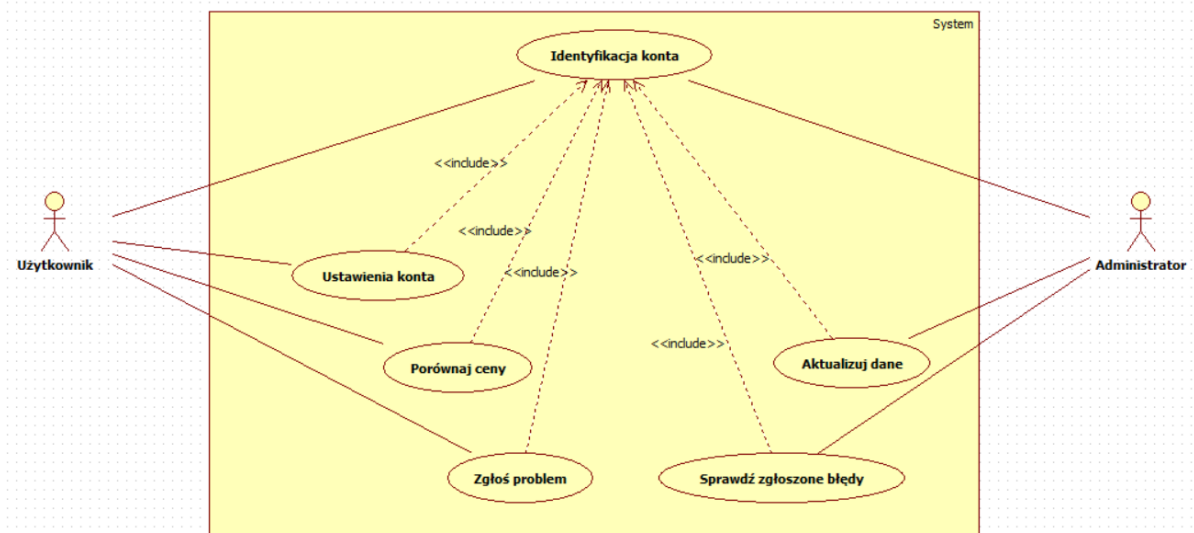 System
Identyfikacja konta
<<include>>
<<include>>
<<include>>
<<include>>
<<include>>
Użytkownik
Administrator
Ustawienia konta
Porównaj ceny
Aktualizuj dane
Zgłoś problem
Sprawdź zgłoszone błędy